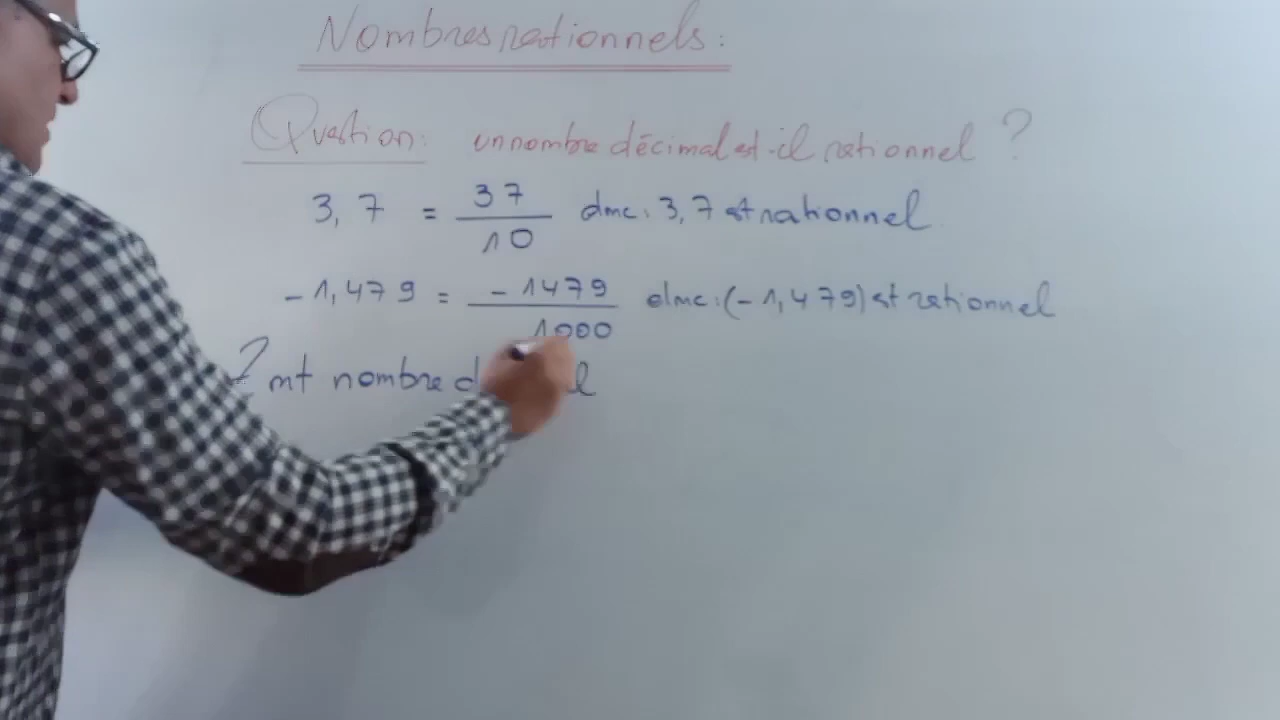 Nombres rationnels :
Question : un nombre décimal est-il rationnel ?
3,7 = 37/10 donc : 3,7 est rationnel.
-1,479 = -1479/1000 donc : (-1,479) est rationnel
nombre